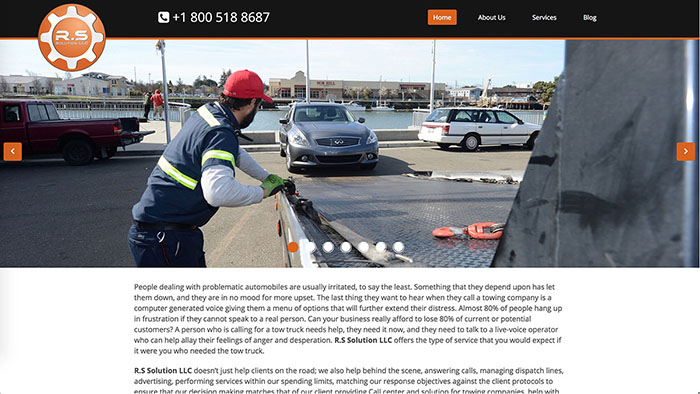 R.S
SOLUTION LLC
+1 800 518 8687
Home
About Us
Services
Blog
People dealing with problematic automobiles are usually irritated, to say the least. Something that they depend upon has let
them down, and they are in no mood for more upset. The last thing they want to hear when they call a towing company is a
computer generated voice giving them a menu of options that will further extend their distress. Almost 80% of people hang up
in frustration if they cannot speak to a real person. Can your business really afford to lose 80% of current or potential
customers? A person who is calling for a tow truck needs help, they need it now, and they need to talk to a live-voice operator
who can help allay their feelings of anger and desperation. R.S Solution LLC offers the type of service that you would expect if
it were you who needed the tow truck.
R.S Solution LLC doesn't just help clients on the road; we also help behind the scene, answering calls, managing dispatch lines,
advertising, performing services within our spending limits, matching our response objectives against the client protocols to
ensure that our decision making matches that of our client providing Call center and solution for towing companies, help with